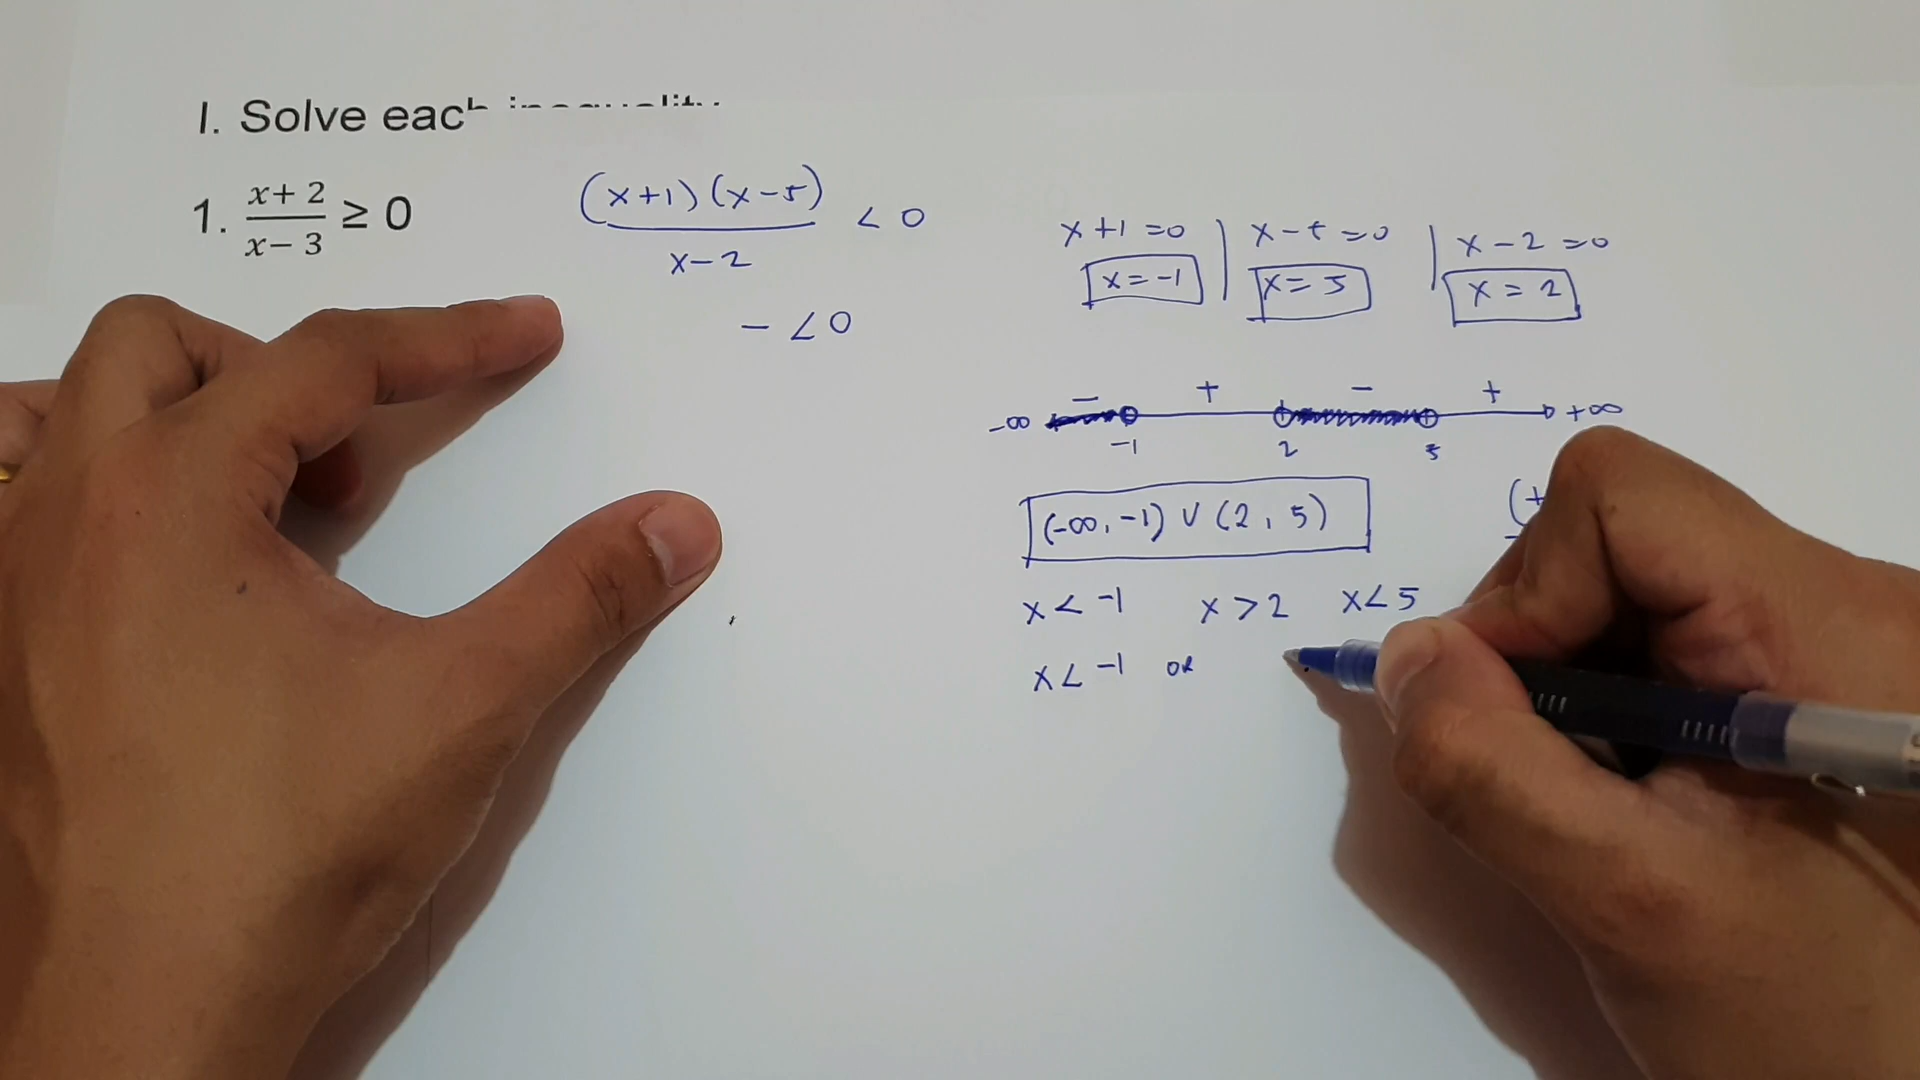 I. Solve each
1. x+ 2 / x− 3 ≥ 0
(x+1)(x-5) / x-2 < 0
- <0
x+1=0 | x-5=0 | x-2=0
x=-1 x=5 x=2
- + - +
-∞ +∞
-1 2 5
(-∞,-1) ∪ (2, 5)
(+
x < -1 x > 2 x<5
x < -1 OR